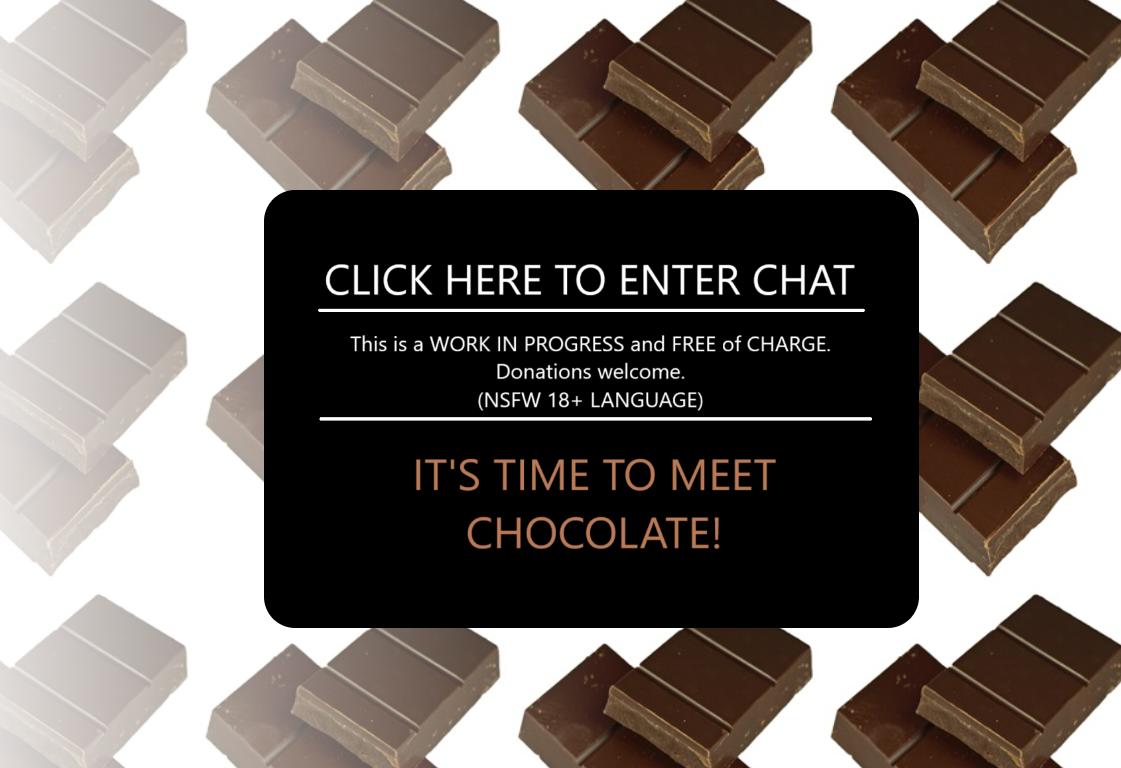 CLICK HERE TO ENTER CHAT
This is a WORK IN PROGRESS and FREE of CHARGE.
Donations welcome.
(NSFW 18+ LANGUAGE)
IT'S TIME TO MEET
CHOCOLATE!